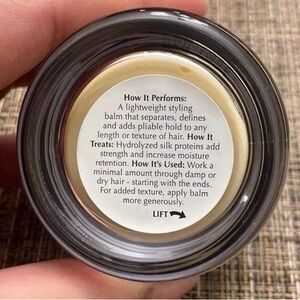 How It Performs:
A lightweight styling
balm that separates, defines
and adds pliable hold to any
length or texture of hair. How It
Treats: Hydrolyzed silk proteins add
strength and increase moisture
retention. How It's Used: Work a
minimal amount through damp or
dry hair - starting with the ends.
For added texture, apply balm
more generously.
LIFT